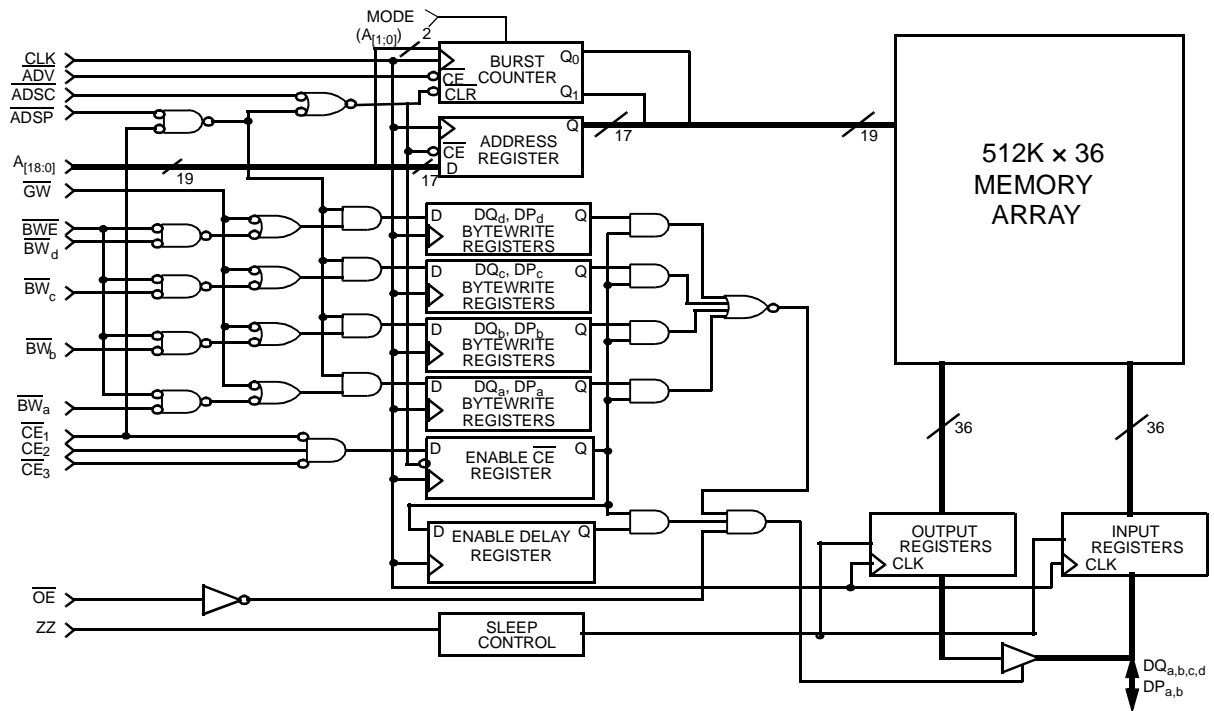 MODE
(A[1;0])
2
CLK
ADV
ADSC
ADSP
A[18:0]
19
GW
BWE
BWd
BWc
BWb
BWa
CE1
CE2
CE3
OE
ZZ
BURST
COUNTER
CE
CLR
Q0
Q1
ADDRESS
REGISTER
CE
D
Q
17
17
19
512K × 36
MEMORY
ARRAY
D
DQd, DPd
BYTEWRITE
REGISTERS
Q
D
DQc, DPc
BYTEWRITE
REGISTERS
Q
D
DQb, DPb
BYTEWRITE
REGISTERS
Q
D
DQa, DPa
BYTEWRITE
REGISTERS
Q
D
ENABLE CE
REGISTER
Q
D
ENABLE DELAY
REGISTER
Q
36
36
OUTPUT
REGISTERS
CLK
INPUT
REGISTERS
CLK
SLEEP
CONTROL
DQa,b,c,d
DPa,b